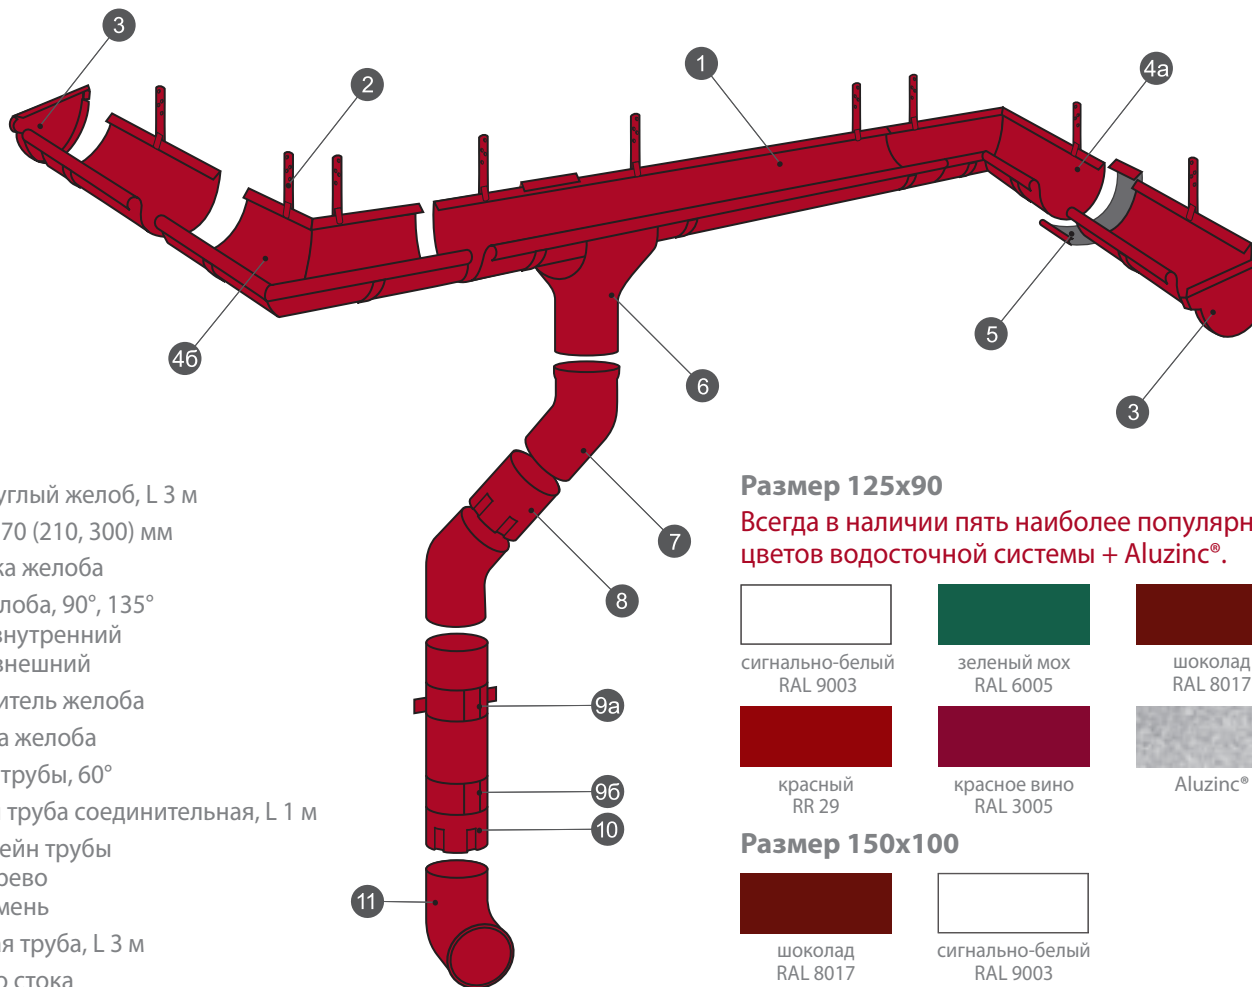 3
2
1
4а
4б
6
5
3
7
8
9а
9б
10
11
углый желоб, L 3 м
70 (210, 300) мм
ка желоба
лоба, 90°, 135°
внутренний
внешний
итель желоба
а желоба
трубы, 60°
труба соединительная, L 1 м
ейн трубы
рево
мень
ая труба, L 3 м
о стока
Размер 125х90
Всегда в наличии пять наиболее популярн
цветов водосточной системы + Aluzinc®.
сигнально-белый
RAL 9003
зеленый мох
RAL 6005
шоколад
RAL 8017
красный
RR 29
красное вино
RAL 3005
Aluzinc®
Размер 150х100
шоколад
RAL 8017
сигнально-белый
RAL 9003